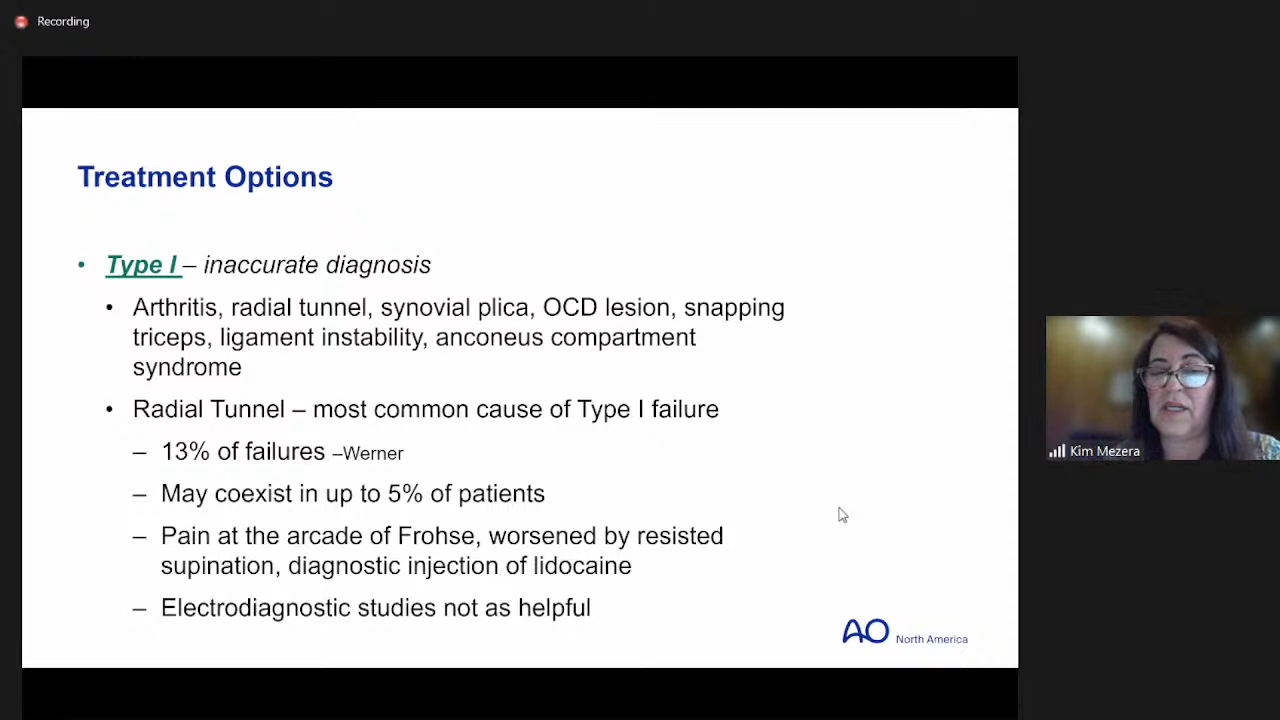 Recording
Treatment Options
• Type I – inaccurate diagnosis
• Arthritis, radial tunnel, synovial plica, OCD lesion, snapping
triceps, ligament instability, anconeus compartment
syndrome
• Radial Tunnel – most common cause of Type I failure
– 13% of failures –Werner
– May coexist in up to 5% of patients
– Pain at the arcade of Frohse, worsened by resisted
supination, diagnostic injection of lidocaine
– Electrodiagnostic studies not as helpful
AO North America
Kim Mezera